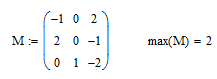 M := ( -1 0 2
2 0 -1
0 1 -2 )
max(M) = 2